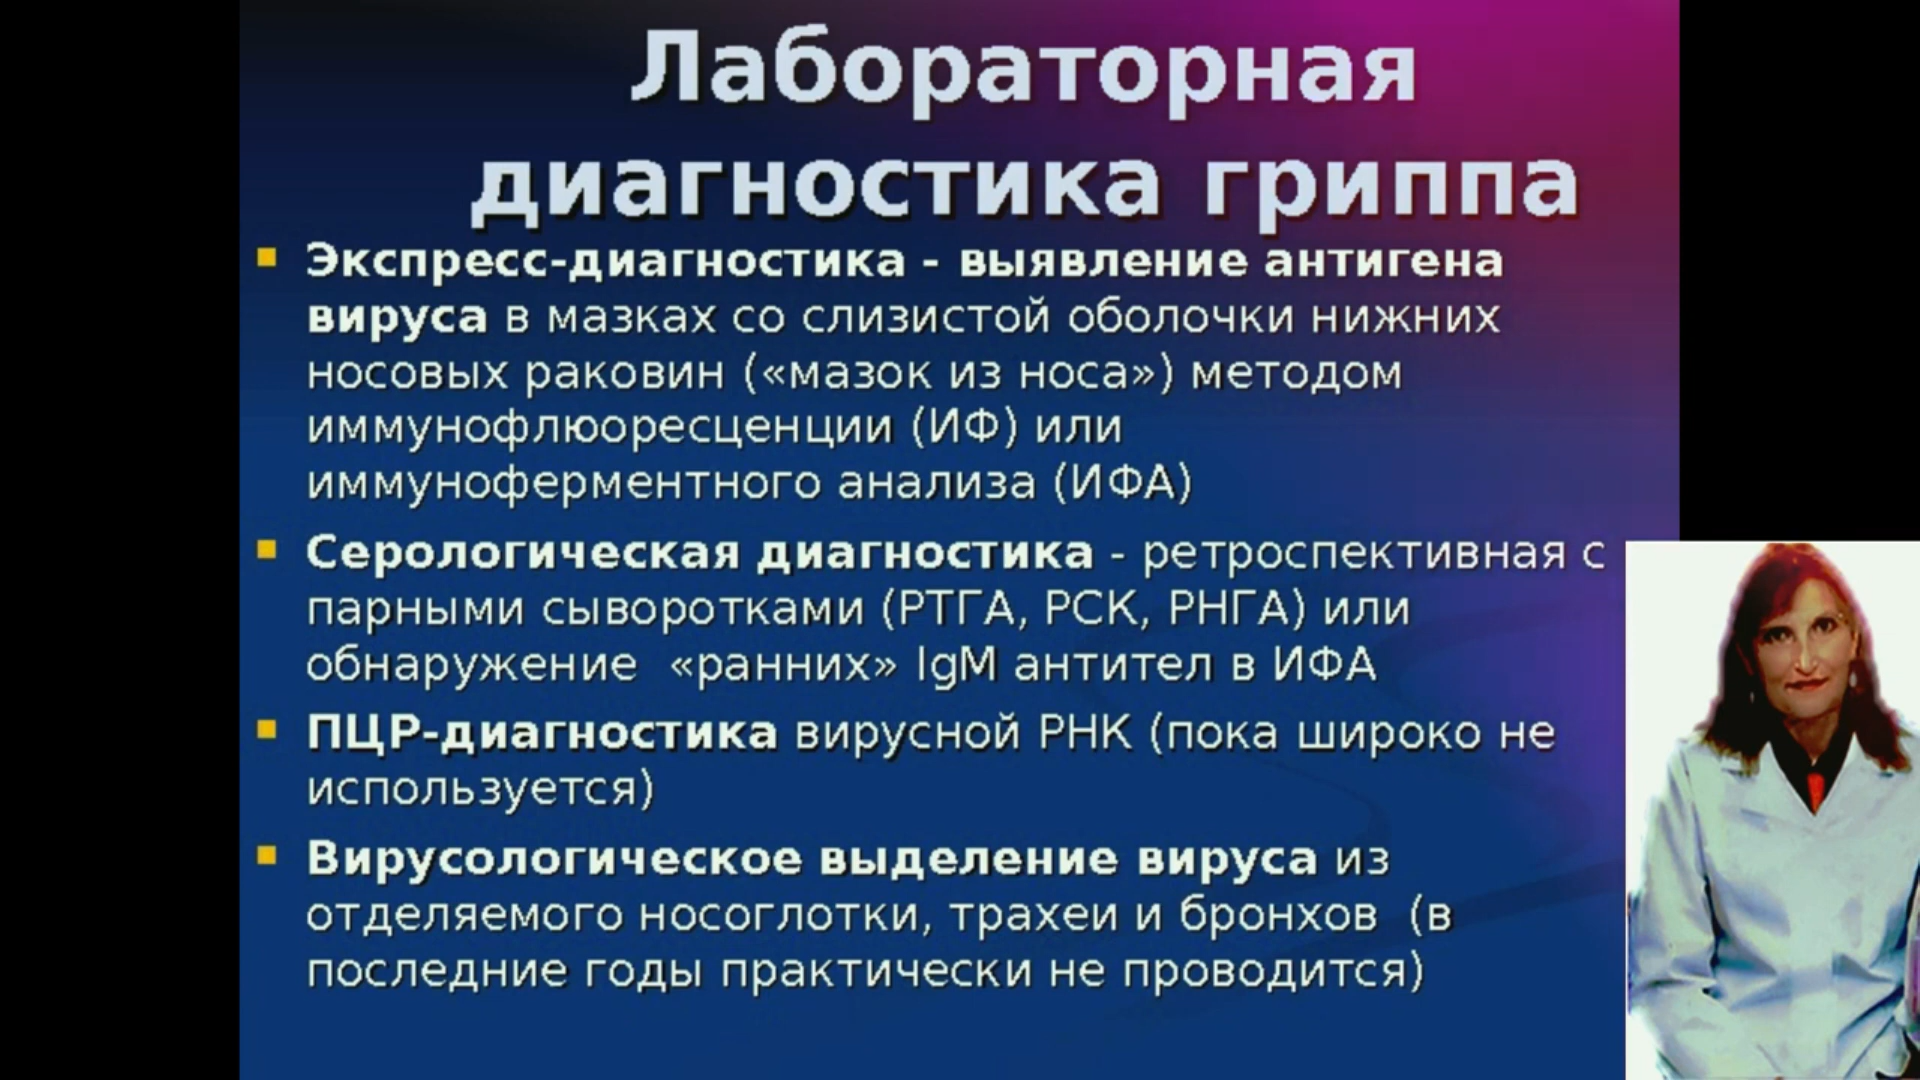 Лабораторная
диагностика гриппа
Экспресс-диагностика - выявление антигена
вируса в мазках со слизистой оболочки нижних
носовых раковин («мазок из носа») методом
иммунофлюоресценции (ИФ) или
иммуноферментного анализа (ИФА)
Серологическая диагностика - ретроспективная с
парными сыворотками (РТГА, РСК, РНГА) или
обнаружение «ранних» IgM антител в ИФА
ПЦР-диагностика вирусной РНК (пока широко не
используется)
Вирусологическое выделение вируса из
отделяемого носоглотки, трахеи и бронхов (в
последние годы практически не проводится)